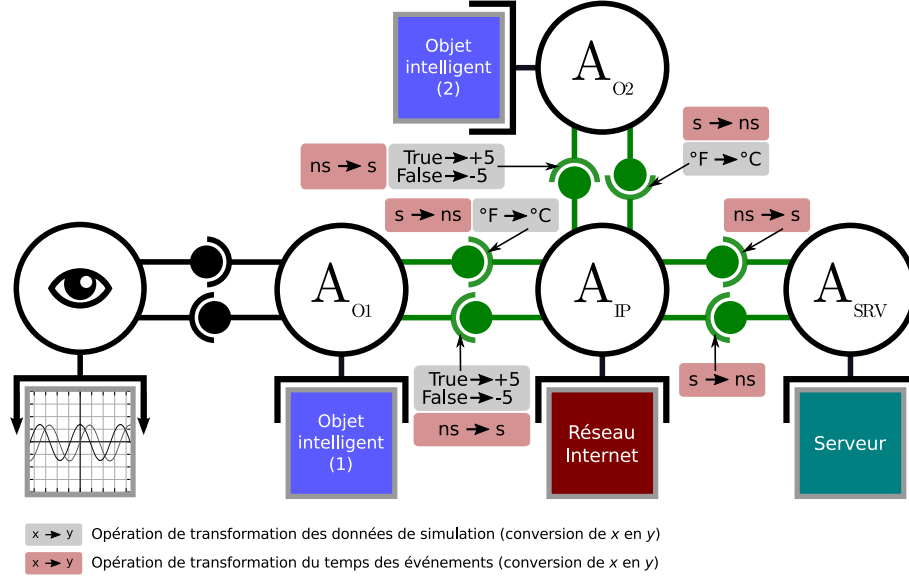 Objet
intelligent
(2)
A O2
s → ns
°F → °C
ns → s
True → +5
False → -5
s → ns
°F → °C
ns → s
A O1
A IP
A SRV
True → +5
False → -5
ns → s
s → ns
Objet
intelligent
(1)
Réseau
Internet
Serveur
x → y Opération de transformation des données de simulation (conversion de x en y)
x → y Opération de transformation du temps des événements (conversion de x en y)